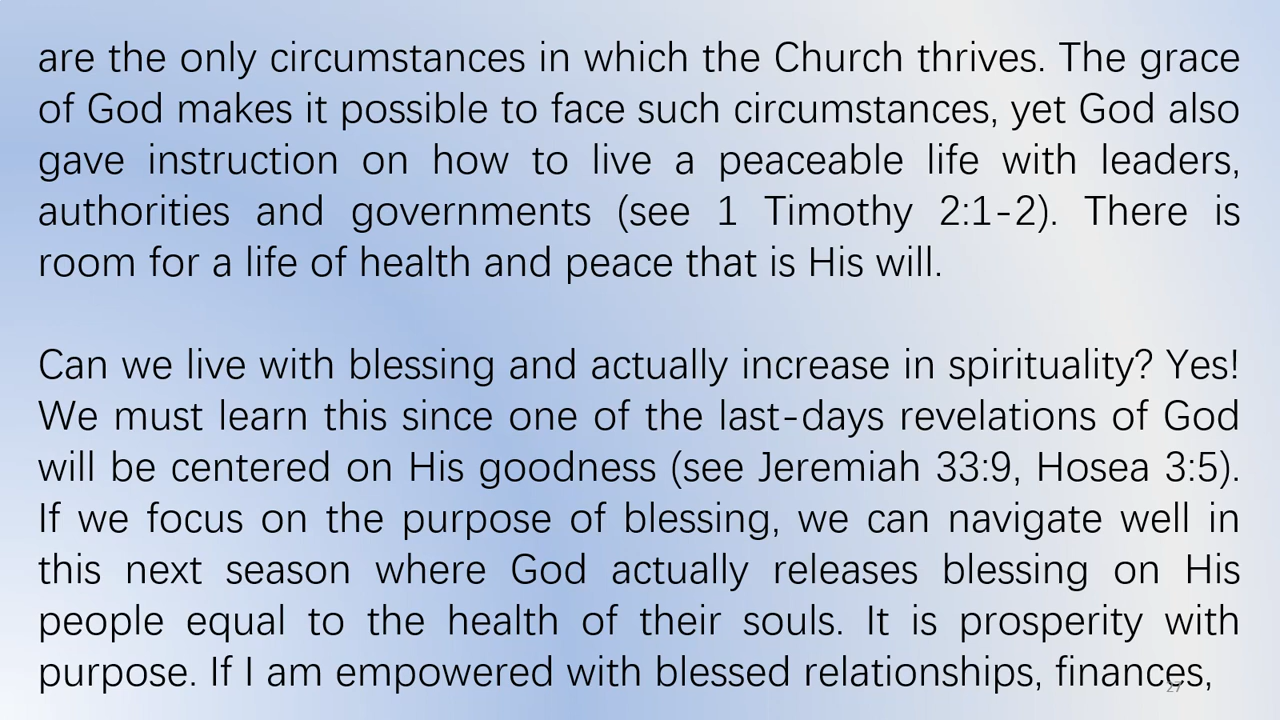 are the only circumstances in which the Church thrives. The grace
of God makes it possible to face such circumstances, yet God also
gave instruction on how to live a peaceable life with leaders,
authorities and governments (see 1 Timothy 2:1-2). There is
room for a life of health and peace that is His will.
Can we live with blessing and actually increase in spirituality? Yes!
We must learn this since one of the last-days revelations of God
will be centered on His goodness (see Jeremiah 33:9, Hosea 3:5).
If we focus on the purpose of blessing, we can navigate well in
this next season where God actually releases blessing on His
people equal to the health of their souls. It is prosperity with
purpose. If I am empowered with blessed relationships, finances,
27